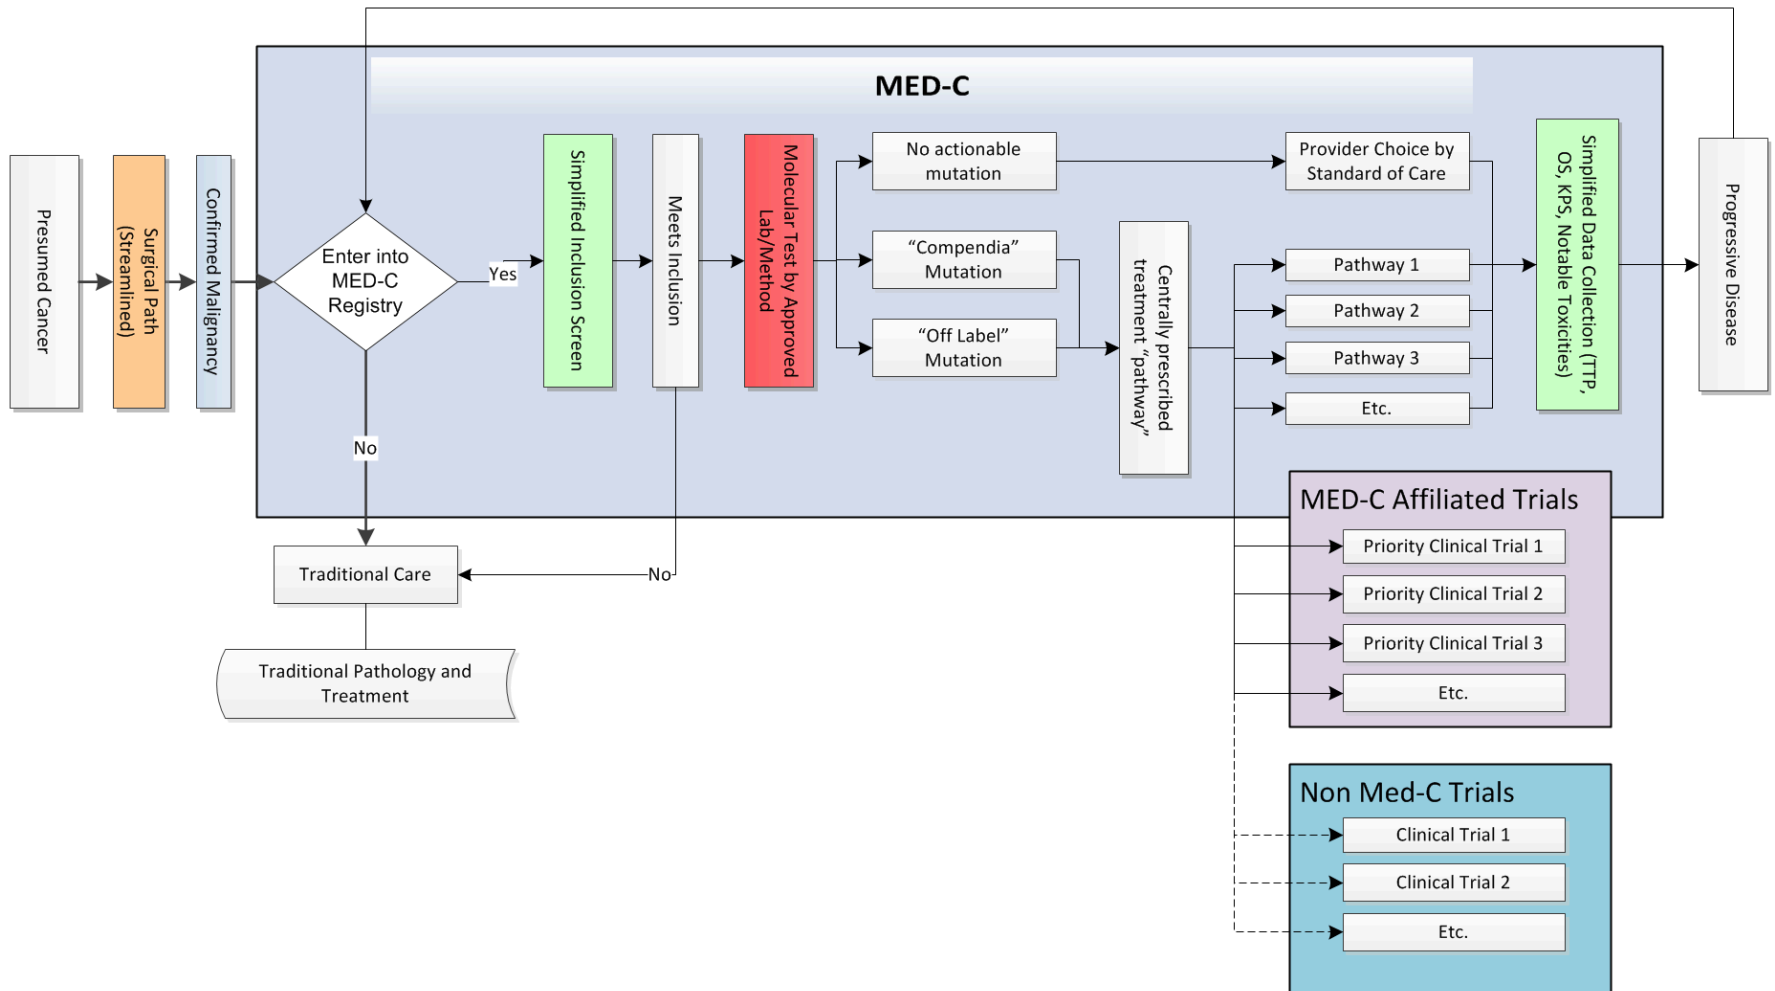 MED-C
Presumed Cancer
Surgical Path
(Streamlined)
Confirmed Malignancy
Enter into
MED-C
Registry
Yes
No
Simplified Inclusion Screen
Meets Inclusion
No
Molecular Test by Approved
Lab/Method
No actionable
mutation
“Compendia”
Mutation
“Off Label”
Mutation
Centrally prescribed
treatment “pathway”
Provider Choice by
Standard of Care
Pathway 1
Pathway 2
Pathway 3
Etc.
Simplified Data Collection (TTP,
OS, KPS, Notable Toxicities)
Progressive Disease
Traditional Care
Traditional Pathology and
Treatment
MED-C Affiliated Trials
Priority Clinical Trial 1
Priority Clinical Trial 2
Priority Clinical Trial 3
Etc.
Non Med-C Trials
Clinical Trial 1
Clinical Trial 2
Etc.